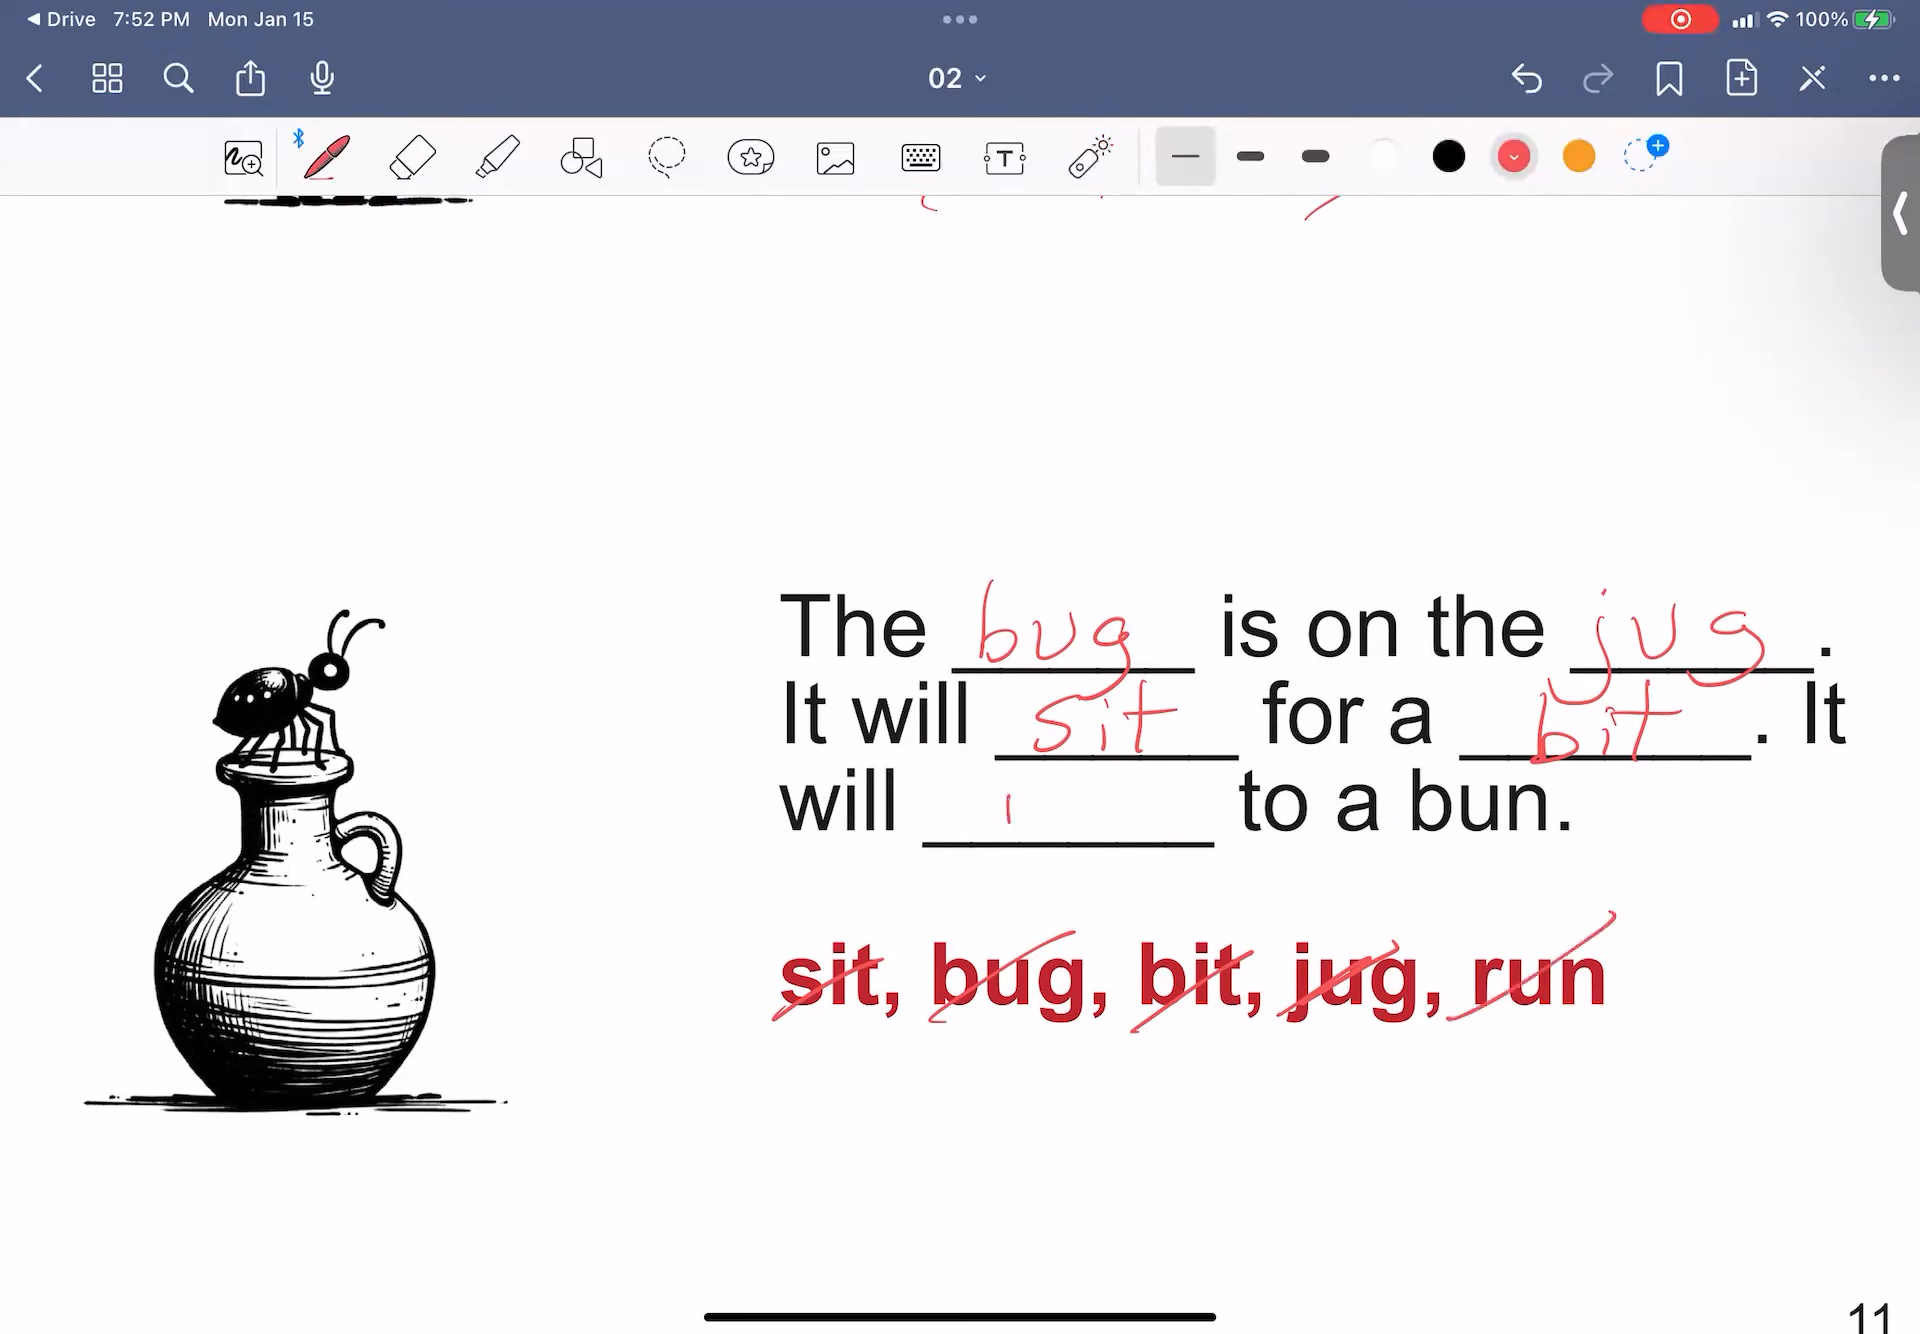 Drive 7:52 PM Mon Jan 15 100%
02
T
The bug is on the jug.
It will sit for a bit. It
will to a bun.
sit, bug, bit, jug, run
11